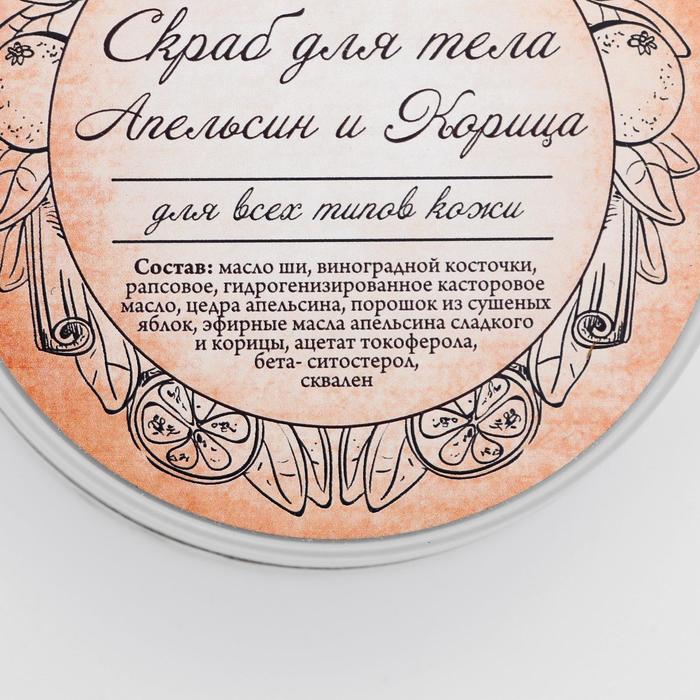 Скраб для тела
Апельсин и Корица
для всех типов кожи
Состав: масло ши, виноградной косточки,
рапсовое, гидрогенизированное касторовое
масло, цедра апельсина, порошок из сушеных
яблок, эфирные масла апельсина сладкого
и корицы, ацетат токоферола,
бета- ситостерол,
сквален